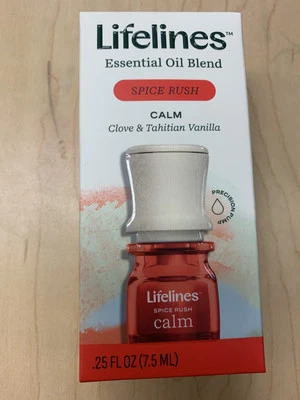 Lifelines™
Essential Oil Blend
SPICE RUSH
CALM
Clove & Tahitian Vanilla
PRECISION PUMP
Lifelines™
SPICE RUSH
calm
.25 FL OZ (7.5 ML)